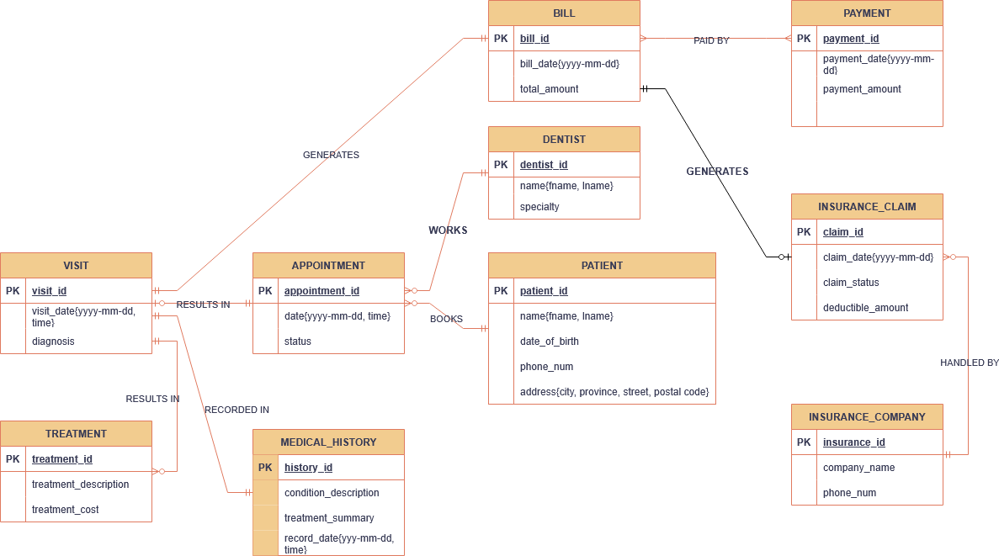 BILL
PK bill_id
bill_date{yyyy-mm-dd}
total_amount
PAYMENT
PK payment_id
payment_date{yyyy-mm-
dd}
payment_amount
PAID BY
GENERATES
DENTIST
PK dentist_id
name{fname, lname}
specialty
GENERATES
WORKS
INSURANCE_CLAIM
PK claim_id
claim_date{yyyy-mm-dd}
claim_status
deductible_amount
VISIT
PK visit_id
visit_date{yyyy-mm-dd,
time}
diagnosis
RESULTS IN
APPOINTMENT
PK appointment_id
date{yyyy-mm-dd, time}
status
BOOKS
PATIENT
PK patient_id
name{fname, lname}
date_of_birth
phone_num
address{city, province, street, postal code}
HANDLED BY
RESULTS IN
RECORDED IN
TREATMENT
PK treatment_id
treatment_description
treatment_cost
MEDICAL_HISTORY
PK history_id
condition_description
treatment_summary
record_date{yyy-mm-dd,
time}
INSURANCE_COMPANY
PK insurance_id
company_name
phone_num